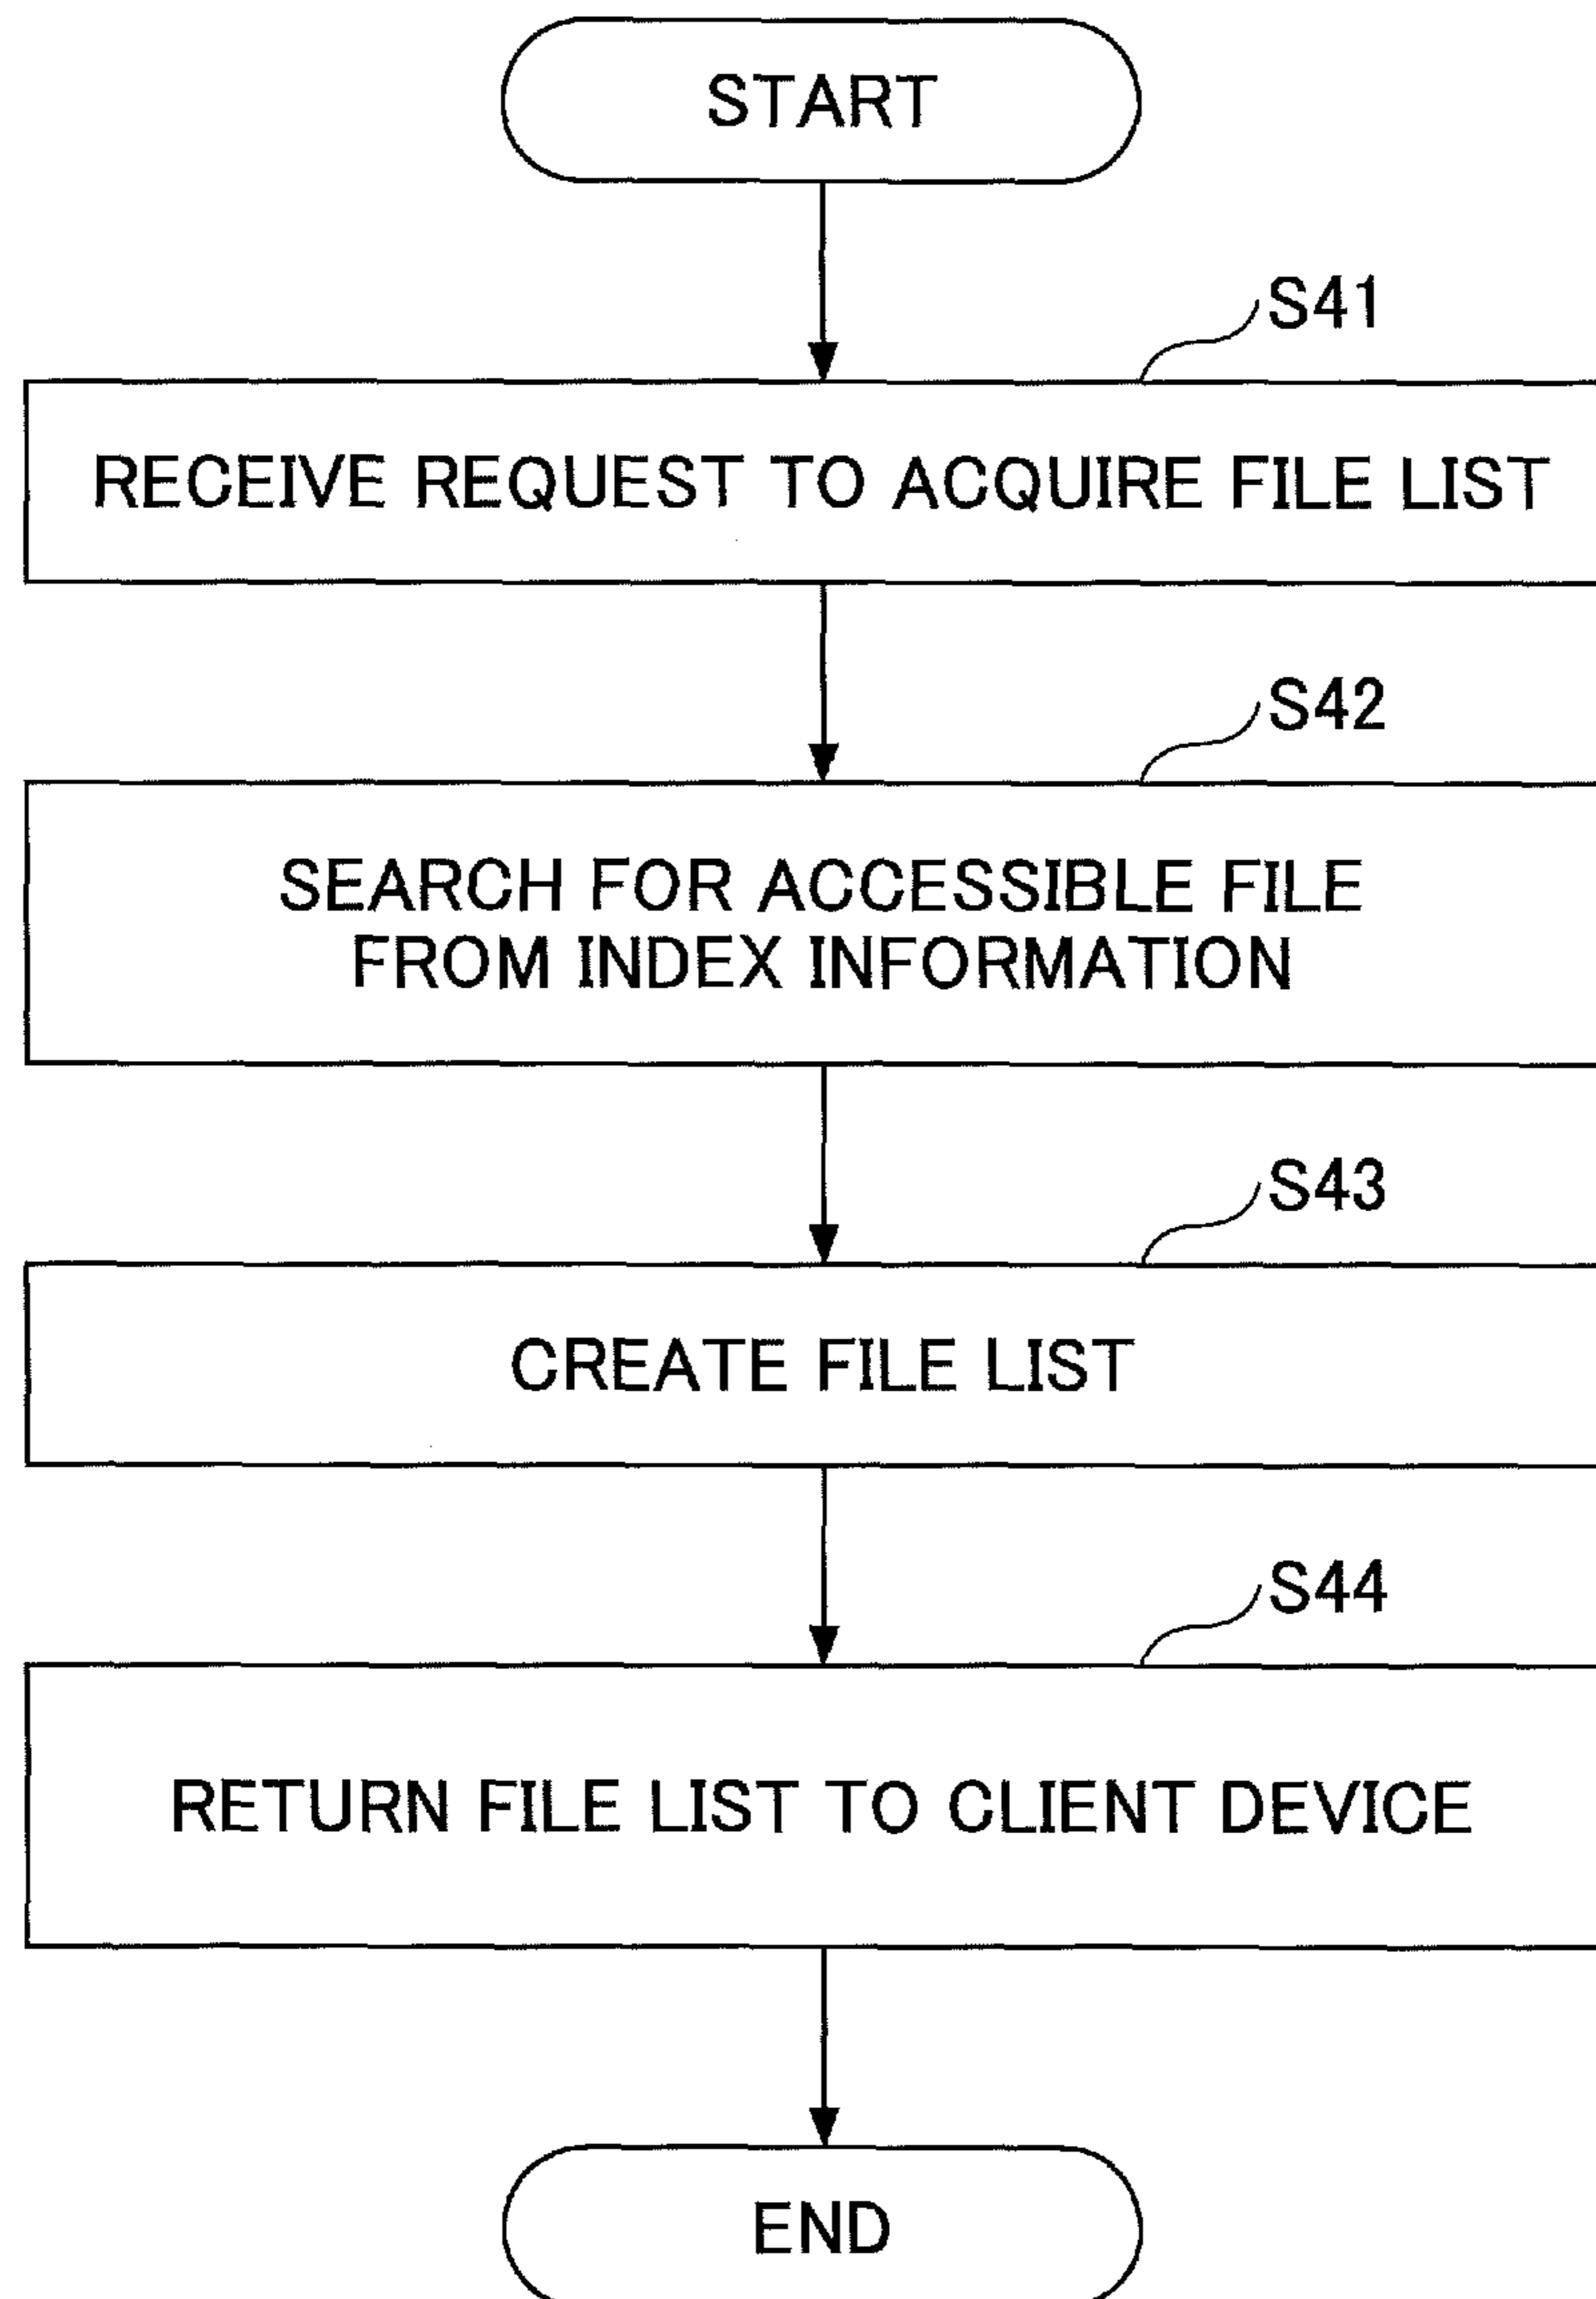 START
S41
RECEIVE REQUEST TO ACQUIRE FILE LIST
S42
SEARCH FOR ACCESSIBLE FILE
FROM INDEX INFORMATION
S43
CREATE FILE LIST
S44
RETURN FILE LIST TO CLIENT DEVICE
END